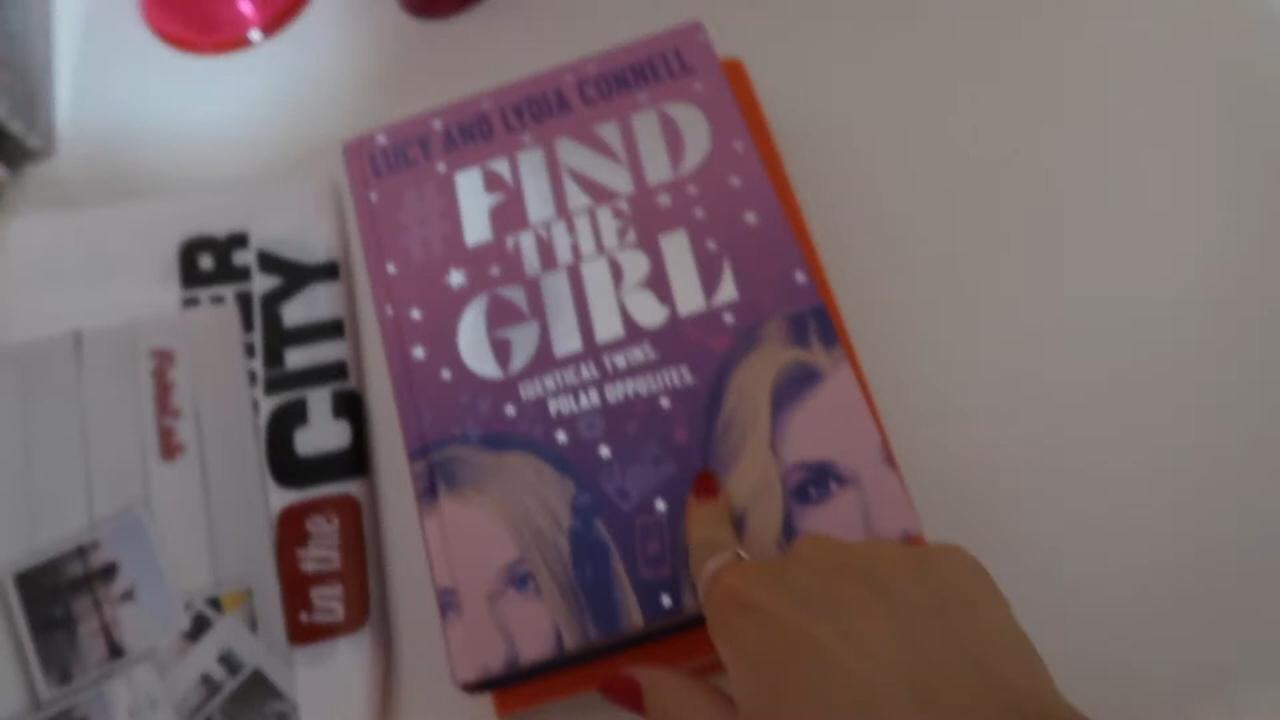 LUCY AND LYDIA CONNELL
#FIND
THE
GIRL
IDENTICAL TWINS.
POLAR OPPOSITES.
CITY
in the